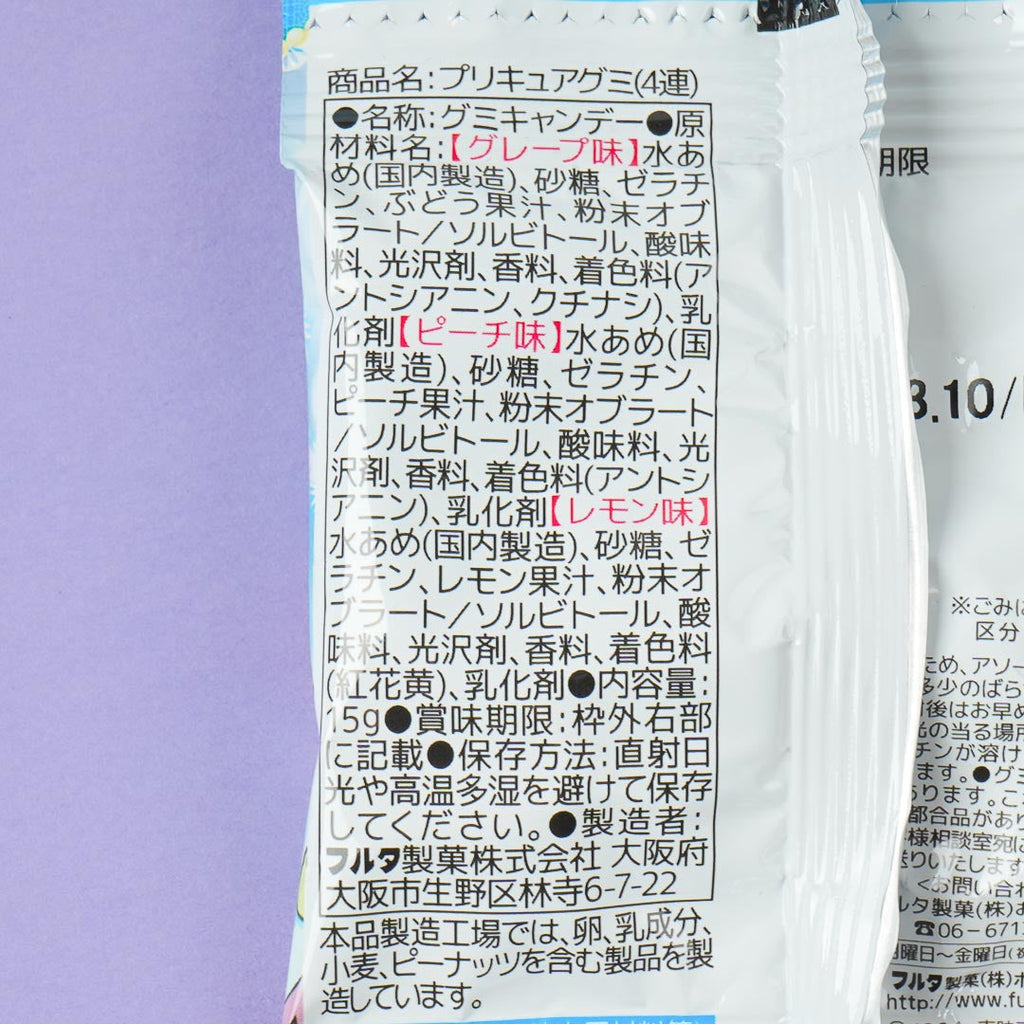 商品名:プリキュアグミ(4連)
●名称:グミキャンデー●原
材料名:【グレープ味】水あ
め(国内製造)、砂糖、ゼラチ
ン、ぶどう果汁、粉末オブ
ラート/ソルビトール、酸味
料、光沢剤、香料、着色料(ア
ントシアニン、クチナシ)、乳
化剤【ピーチ味】水あめ(国
内製造)、砂糖、ゼラチン、
ピーチ果汁、粉末オブラート
/ソルビトール、酸味料、光
沢剤、香料、着色料(アントシ
アニン)、乳化剤【レモン味】
水あめ(国内製造)、砂糖、ゼ
ラチン、レモン果汁、粉末オ
ブラート/ソルビトール、酸
味料、光沢剤、香料、着色料
(紅花黄)、乳化剤●内容量:
15g●賞味期限:枠外右部
に記載●保存方法:直射日
光や高温多湿を避けて保存
してください。●製造者:
フルタ製菓株式会社 大阪府
大阪市生野区林寺6-7-22
本品製造工場では、卵、乳成分、
小麦、ピーナッツを含む製品を製
造しています。
期限
3.10/
※ごみは
区分
ため、アソー
多少のばら
後はお早め
光の当る場所
チンが溶け
ます。●グミ
あります。こ
都合品があり
様相談室宛に
送りいたします
<お問い合わ
ルタ製菓(株)お
☎06-671
月曜日~金曜日(
フルタ製菓(株)ホ
http://www.fu